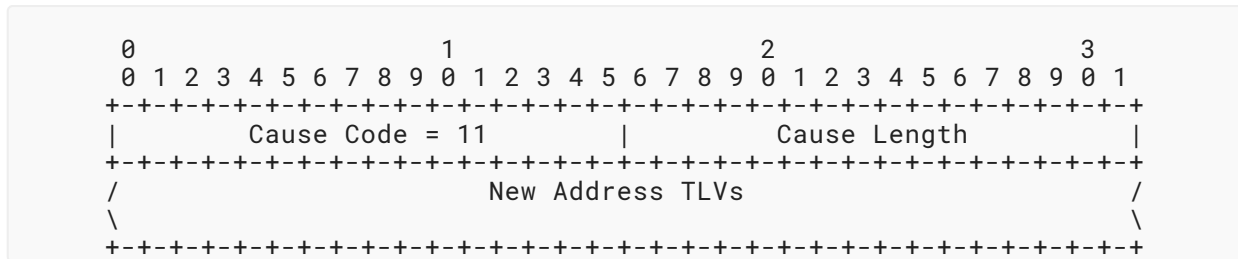 0                   1                   2                   3
 0 1 2 3 4 5 6 7 8 9 0 1 2 3 4 5 6 7 8 9 0 1 2 3 4 5 6 7 8 9 0 1
+-+-+-+-+-+-+-+-+-+-+-+-+-+-+-+-+-+-+-+-+-+-+-+-+-+-+-+-+-+-+-+-+
|        Cause Code = 11        |         Cause Length          |
+-+-+-+-+-+-+-+-+-+-+-+-+-+-+-+-+-+-+-+-+-+-+-+-+-+-+-+-+-+-+-+-+
/                       New Address TLVs                        /
\                                                               \
+-+-+-+-+-+-+-+-+-+-+-+-+-+-+-+-+-+-+-+-+-+-+-+-+-+-+-+-+-+-+-+-+